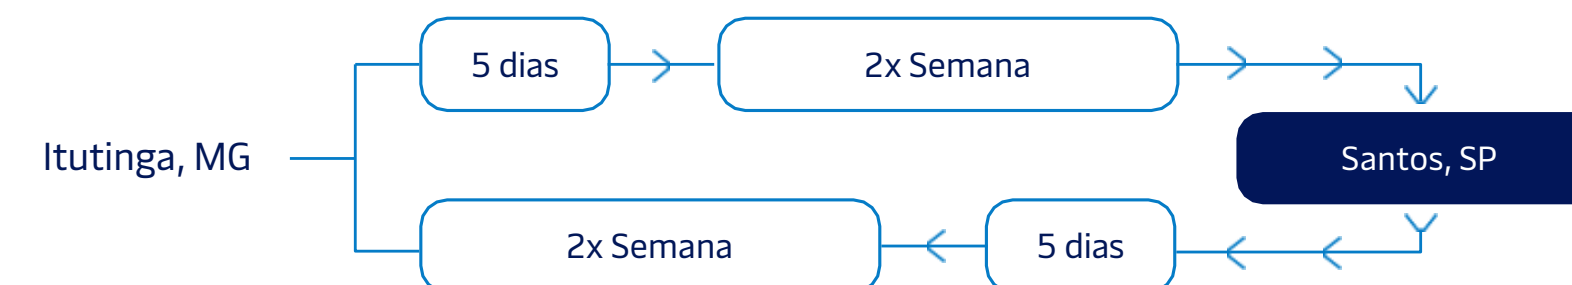 5 dias
2x Semana
Itutinga, MG
Santos, SP
2x Semana
5 dias